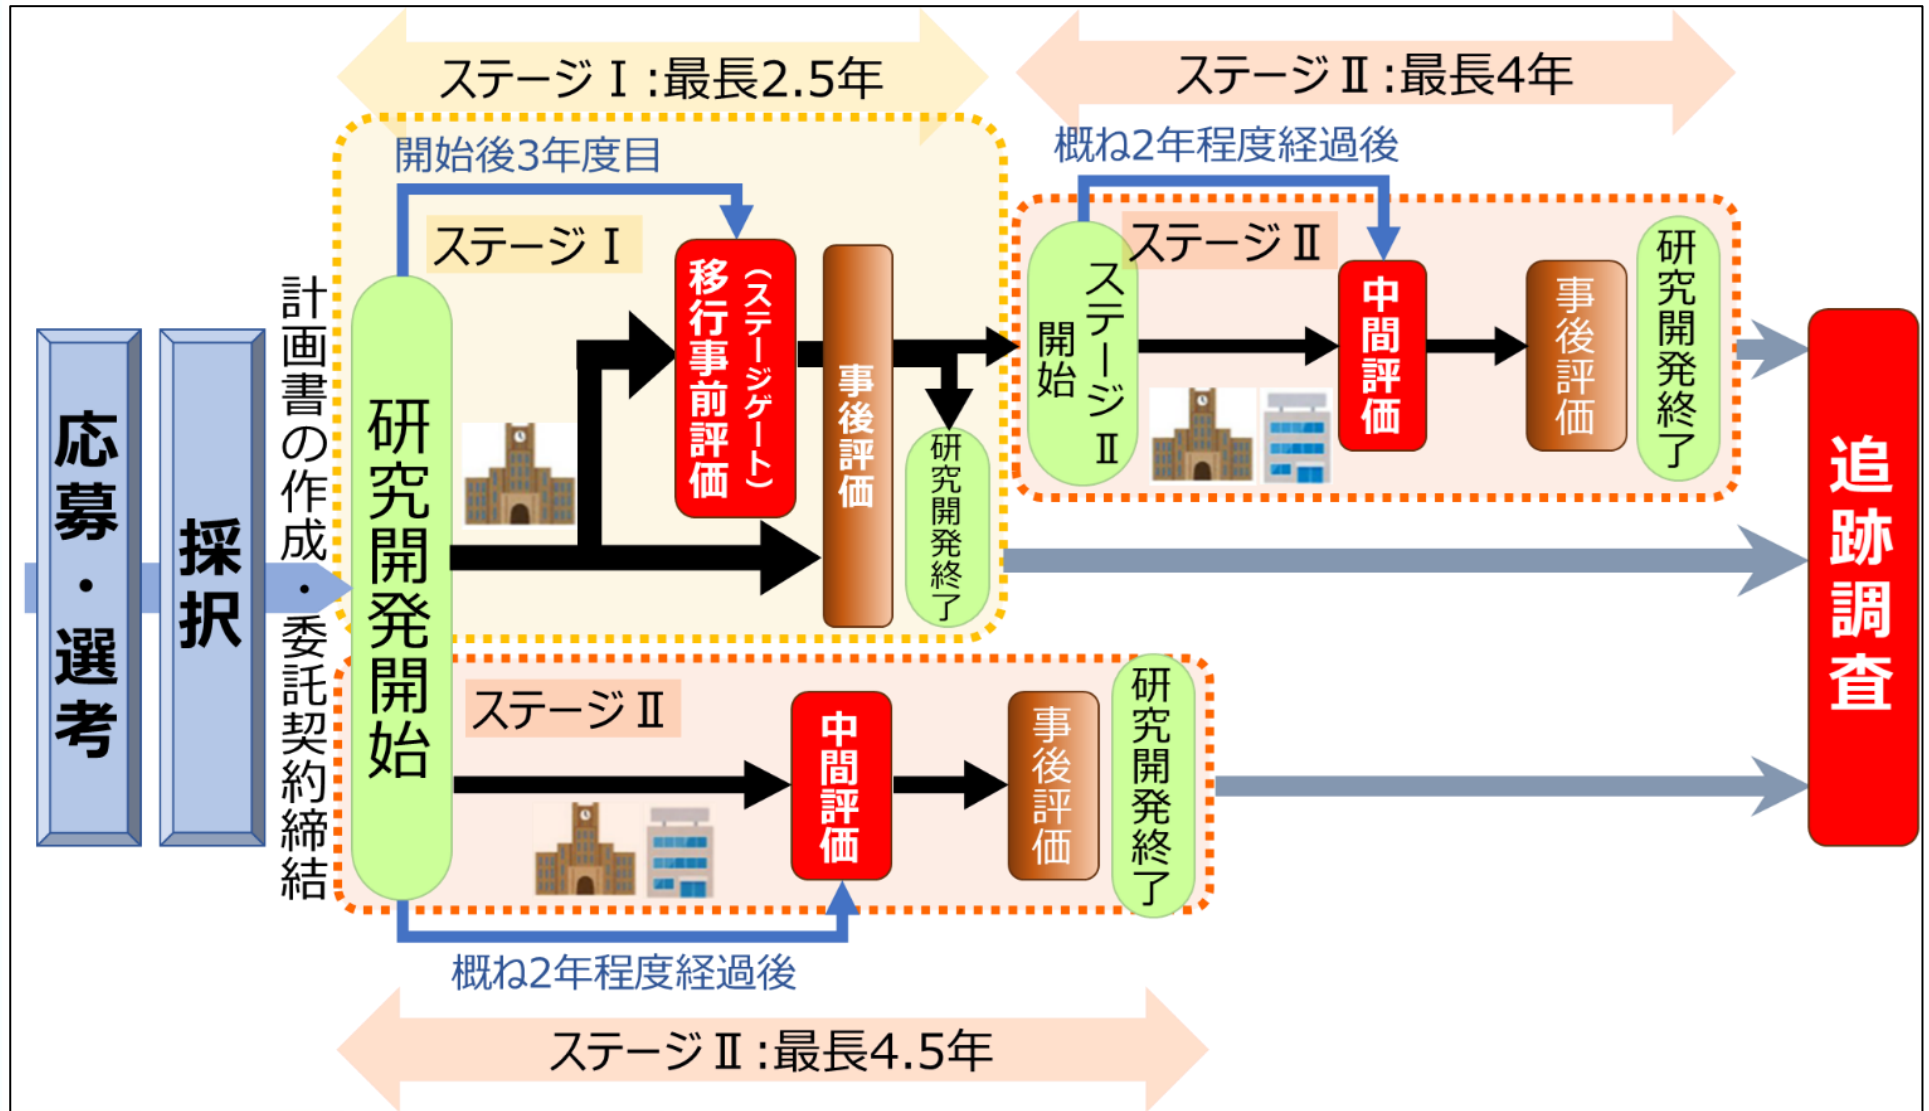 ステージⅠ:最長2.5年
ステージⅡ:最長4年
開始後3年度目
概ね2年程度経過後
応募・選考
採択
計画書の作成・委託契約締結
研究開発開始
ステージⅠ
移行事前評価
(ステージゲート)
事後評価
研究開発終了
ステージⅡ
開始
ステージⅡ
中間評価
事後評価
研究開発終了
ステージⅡ
中間評価
事後評価
研究開発終了
追跡調査
概ね2年程度経過後
ステージⅡ:最長4.5年